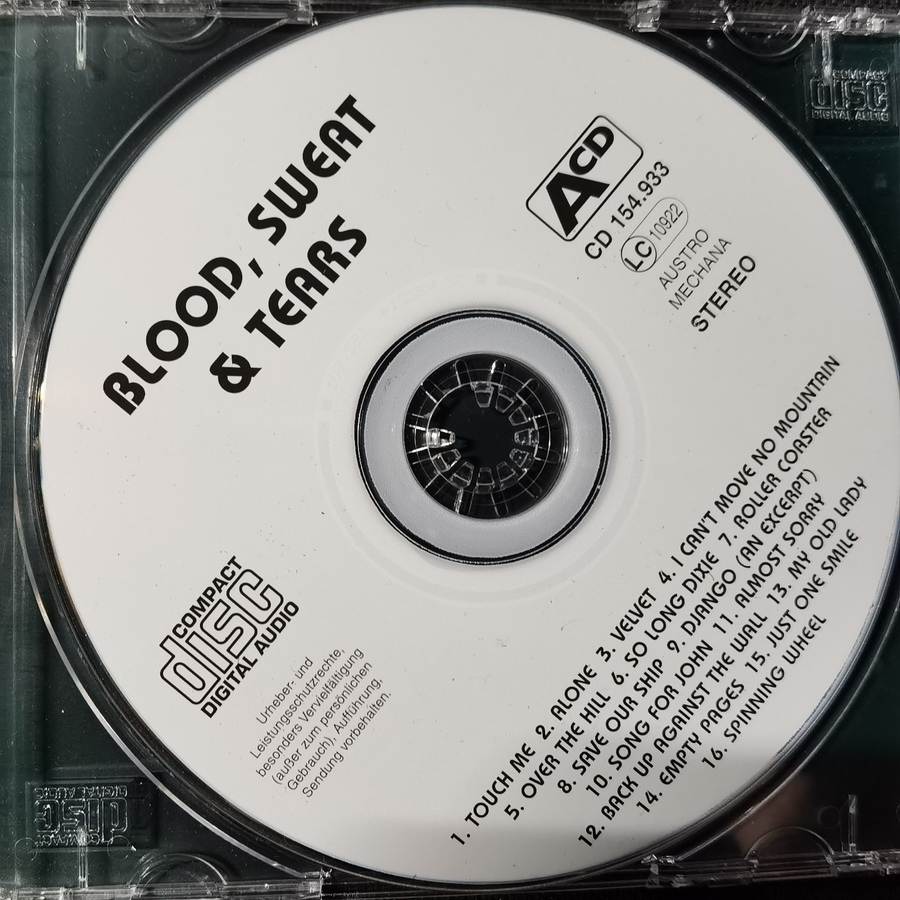 BLOOD, SWEAT
& TEARS
ACD
CD 154.933
LC 10922
AUSTRO
MECHANA
STEREO
COMPACT
disc
DIGITAL AUDIO
Urheber- und
Leistungsschutzrechte,
besonders Vervielfältigung
(außer zum persönlichen
Gebrauch), Aufführung,
Sendung vorbehalten.
1. TOUCH ME 2. ALONE 3. VELVET 4. I CAN'T MOVE NO MOUNTAIN
5. OVER THE HILL 6. SO LONG DIXIE 7. ROLLER COASTER
8. SAVE OUR SHIP 9. DJANGO (AN EXCERPT)
10. SONG FOR JOHN 11. ALMOST SORRY
12. BACK UP AGAINST THE WALL 13. MY OLD LADY
14. EMPTY PAGES 15. JUST ONE SMILE
16. SPINNING WHEEL
COMPACT
disc
DIGITAL AUDIO
COMPACT
disc
DIGITAL AUDIO